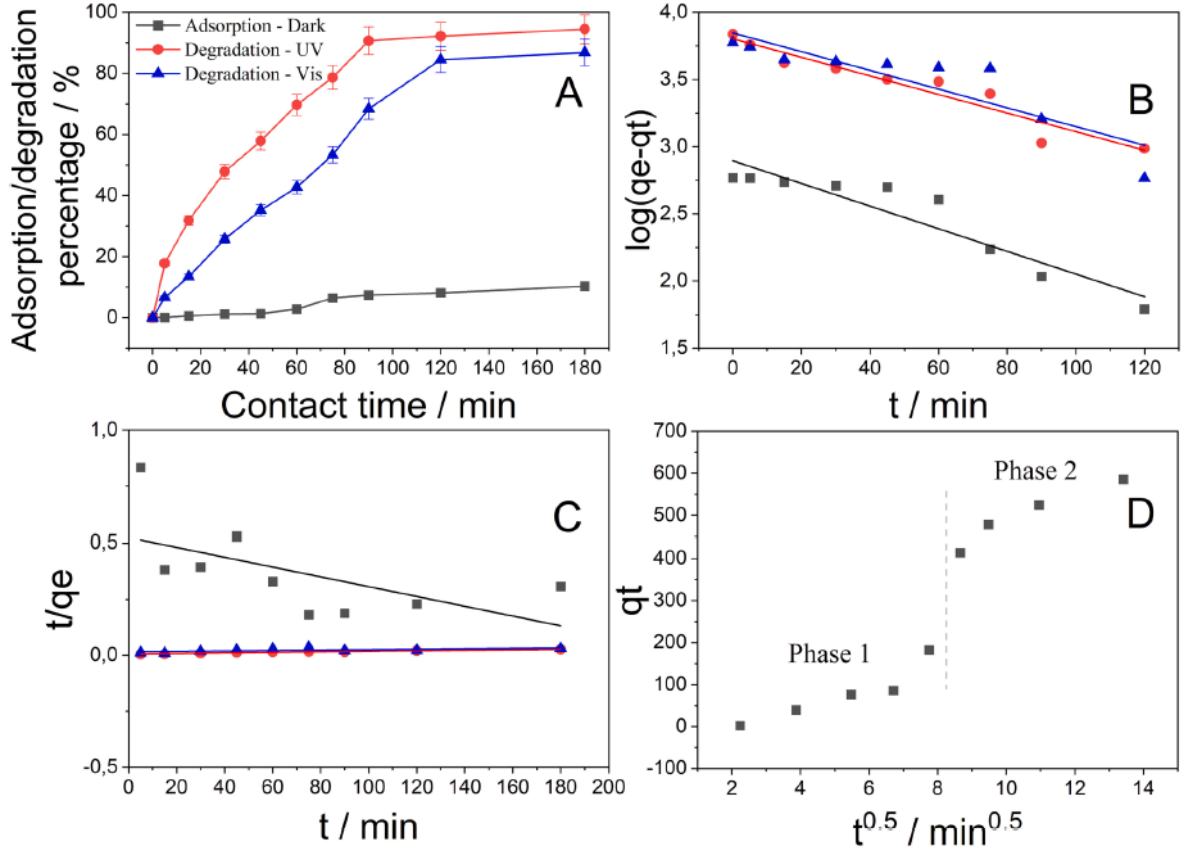 Adsorption/degradation
percentage / %
100
80
60
40
20
0
Adsorption - Dark
Degradation - UV
Degradation - Vis
A
0 20 40 60 80 100 120 140 160 180
Contact time / min
log(qe-qt)
4,0
3,5
3,0
2,5
2,0
1,5
B
0 20 40 60 80 100 120
t / min
t/qe
1,0
0,5
0,0
-0,5
C
0 20 40 60 80 100 120 140 160 180 200
t / min
qt
700
600
500
400
300
200
100
0
-100
Phase 1
Phase 2
D
2 4 6 8 10 12 14
t^0.5 / min^0.5